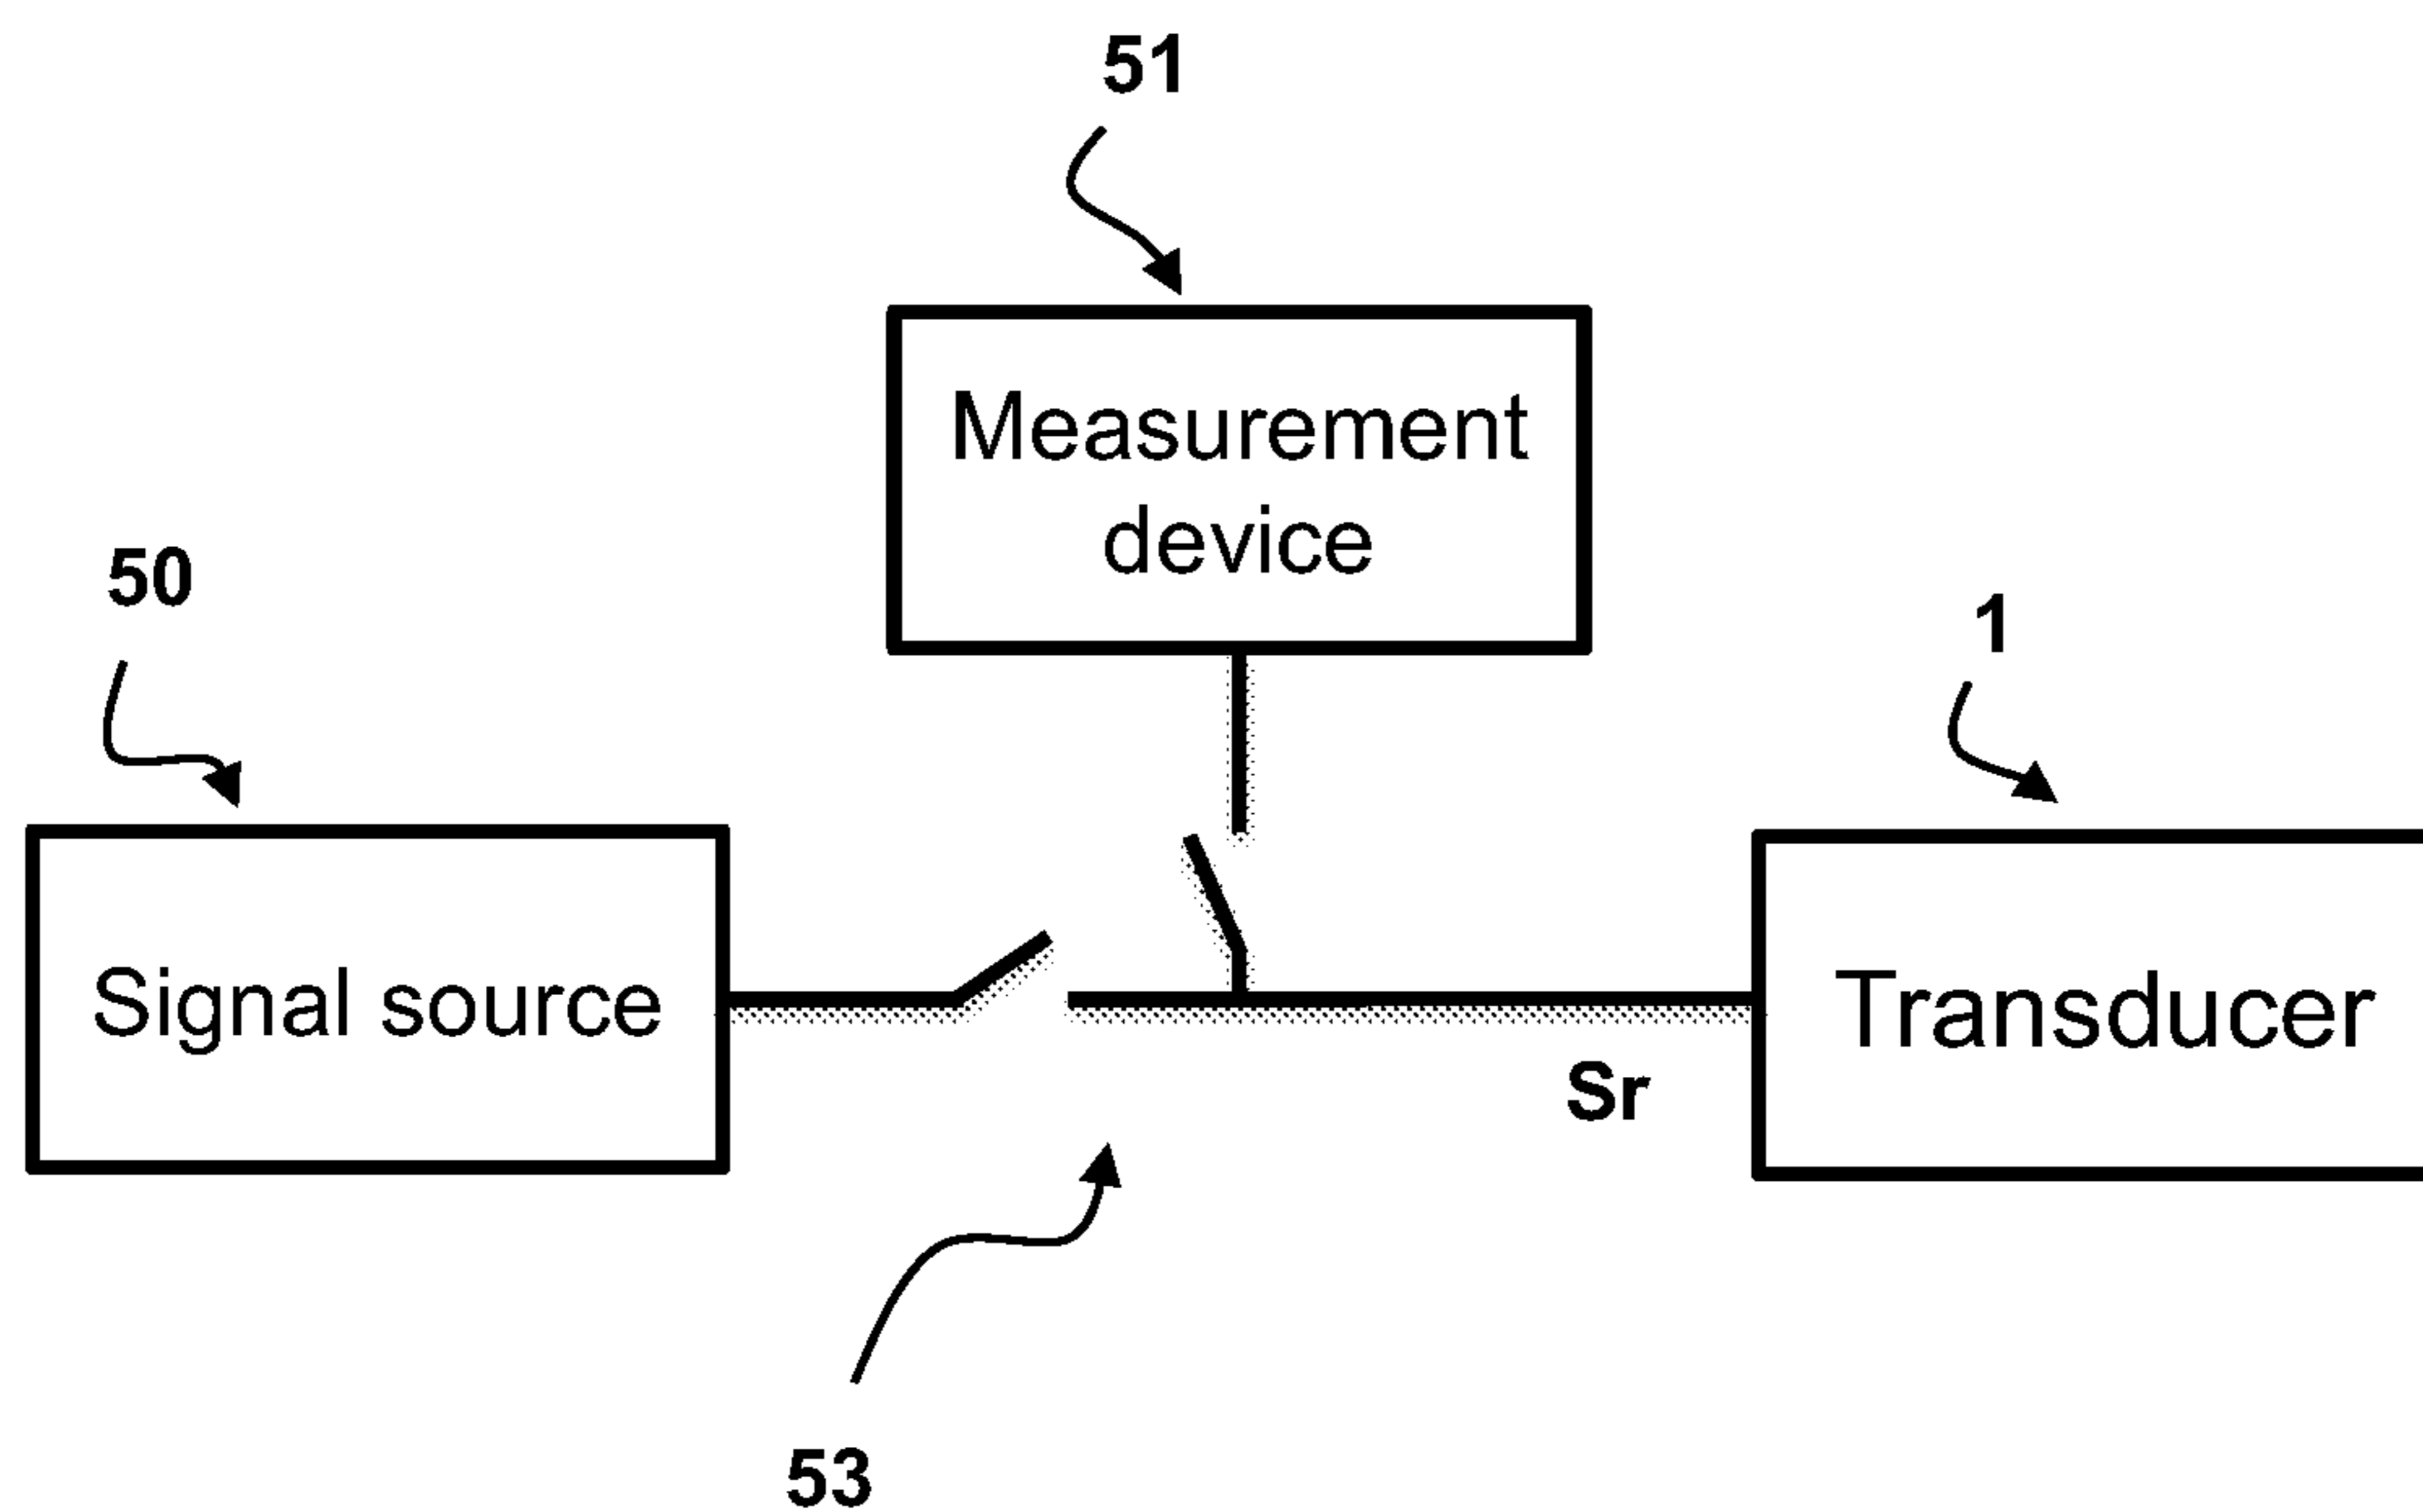 51
Measurement
device
50
1
Signal source
Transducer
Sr
53